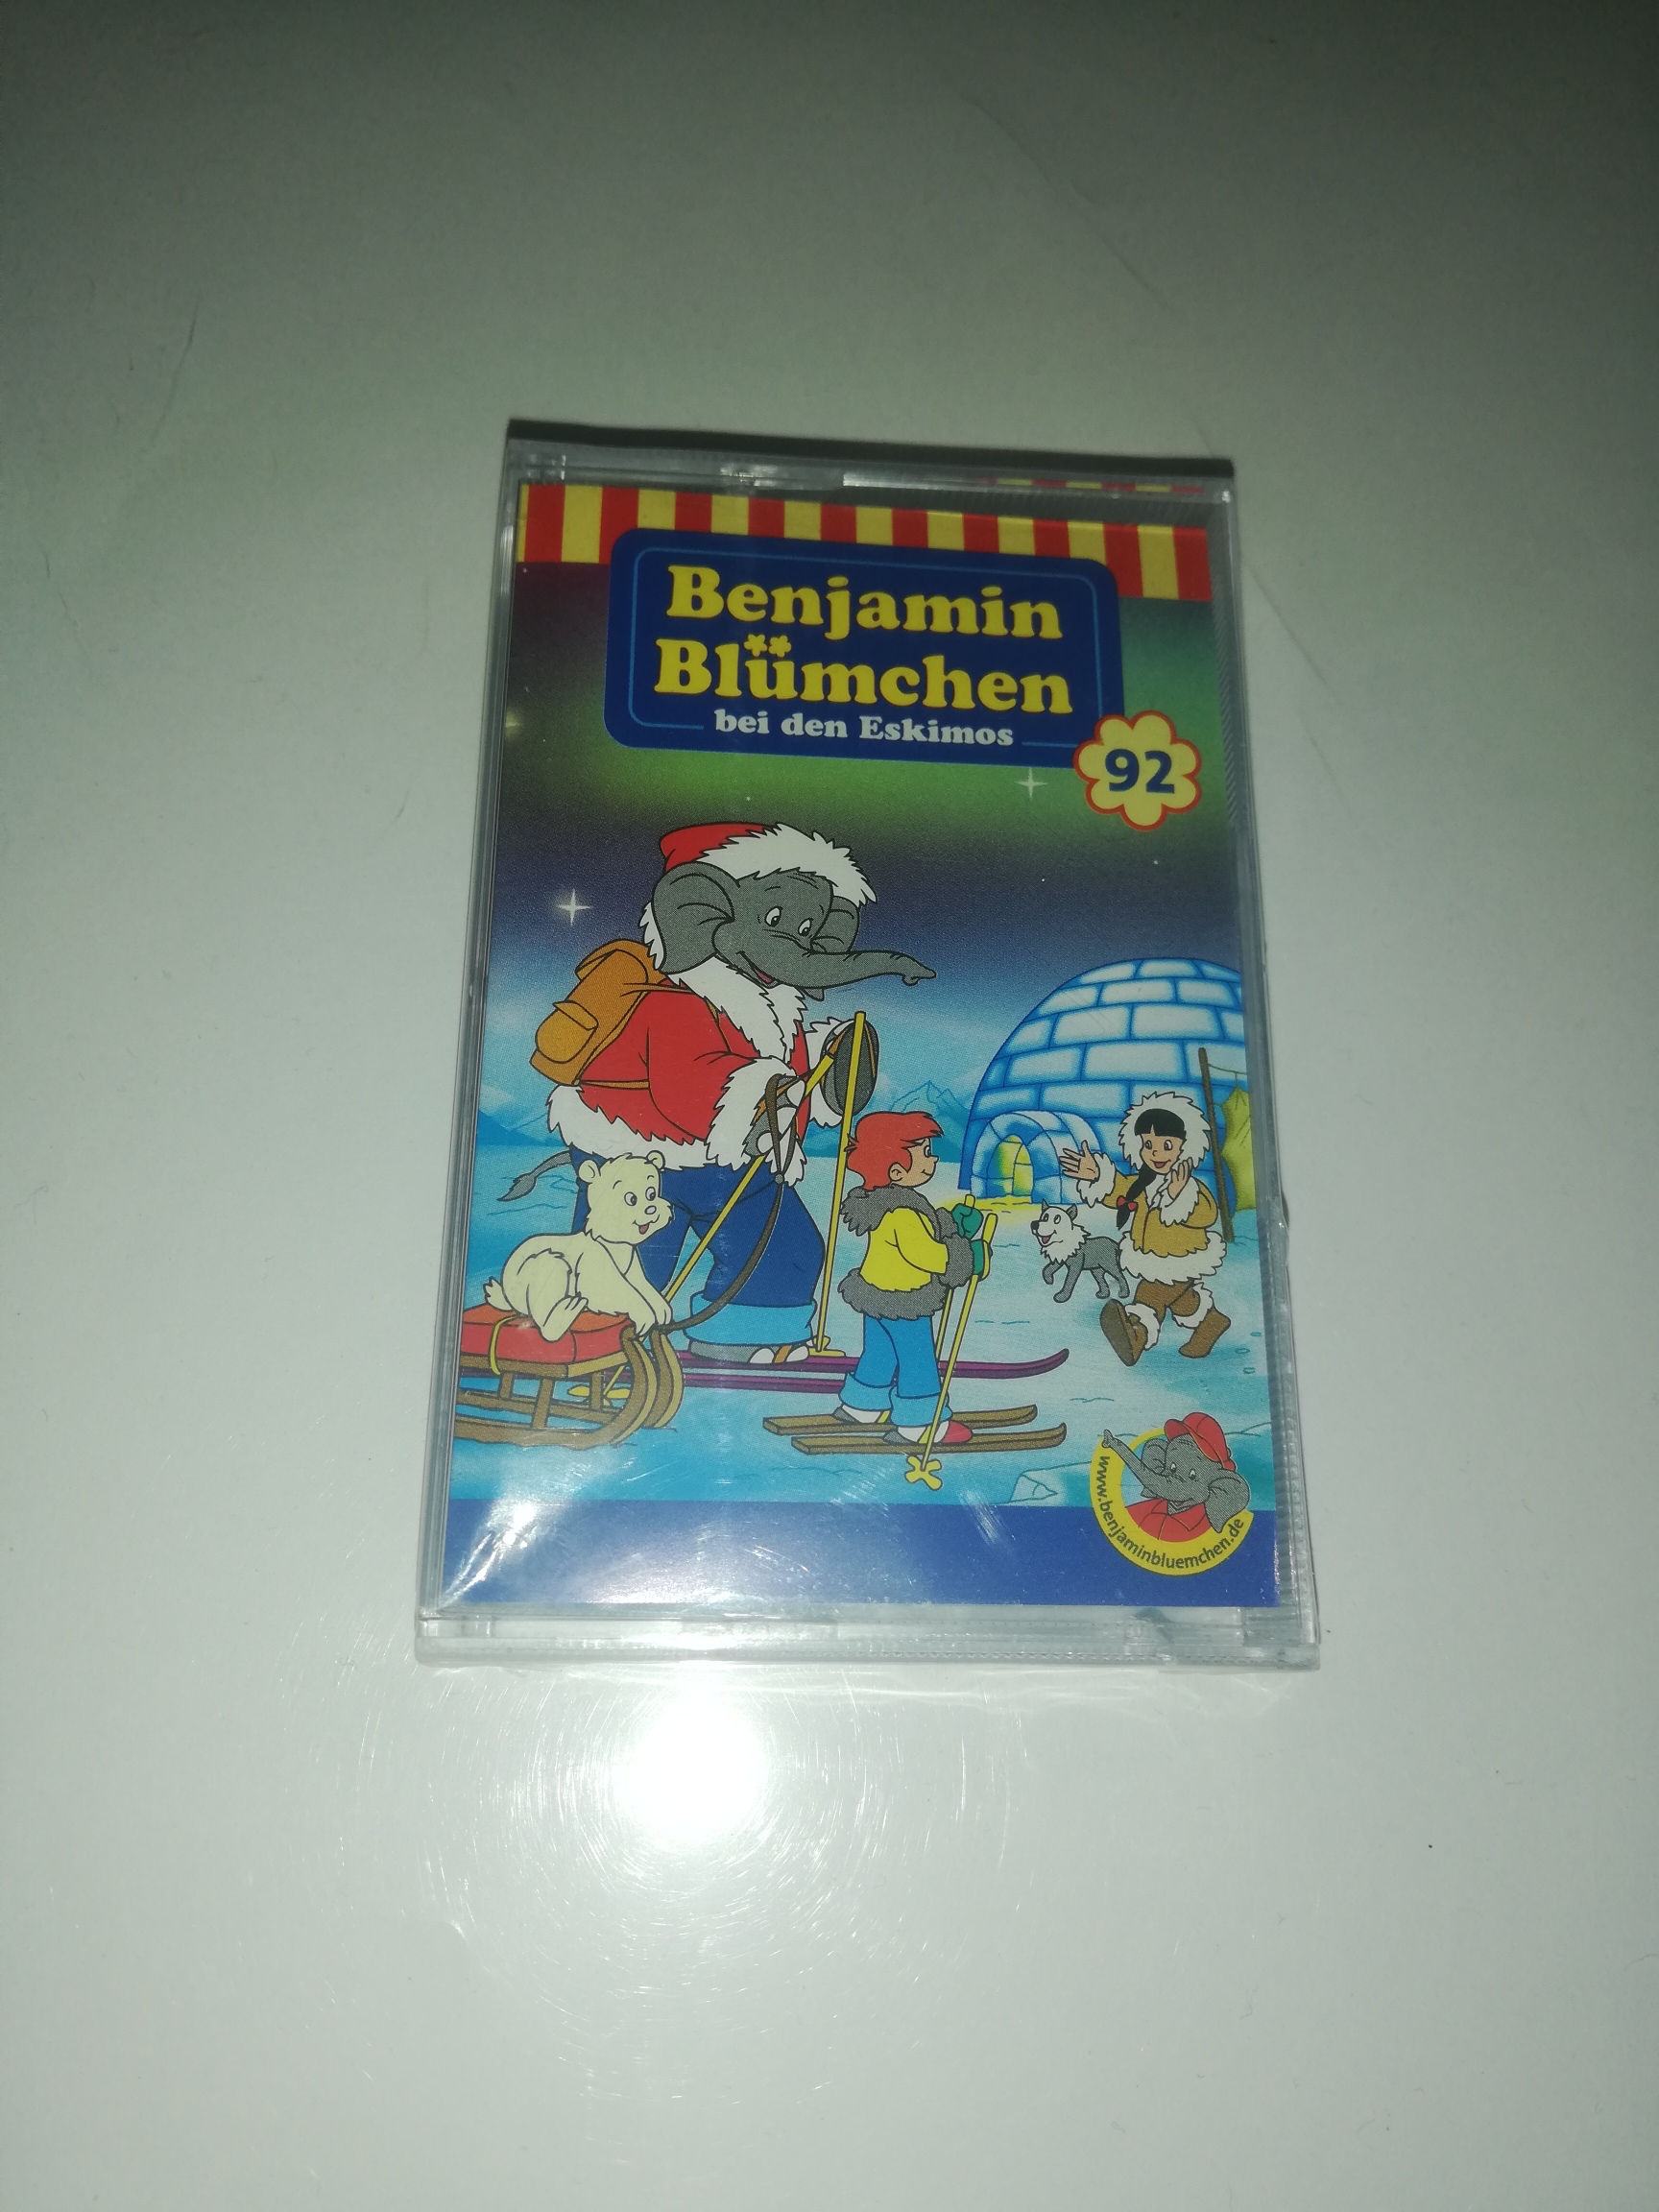 Benjamin
Blümchen
bei den Eskimos
92
www.benjaminbluemchen.de